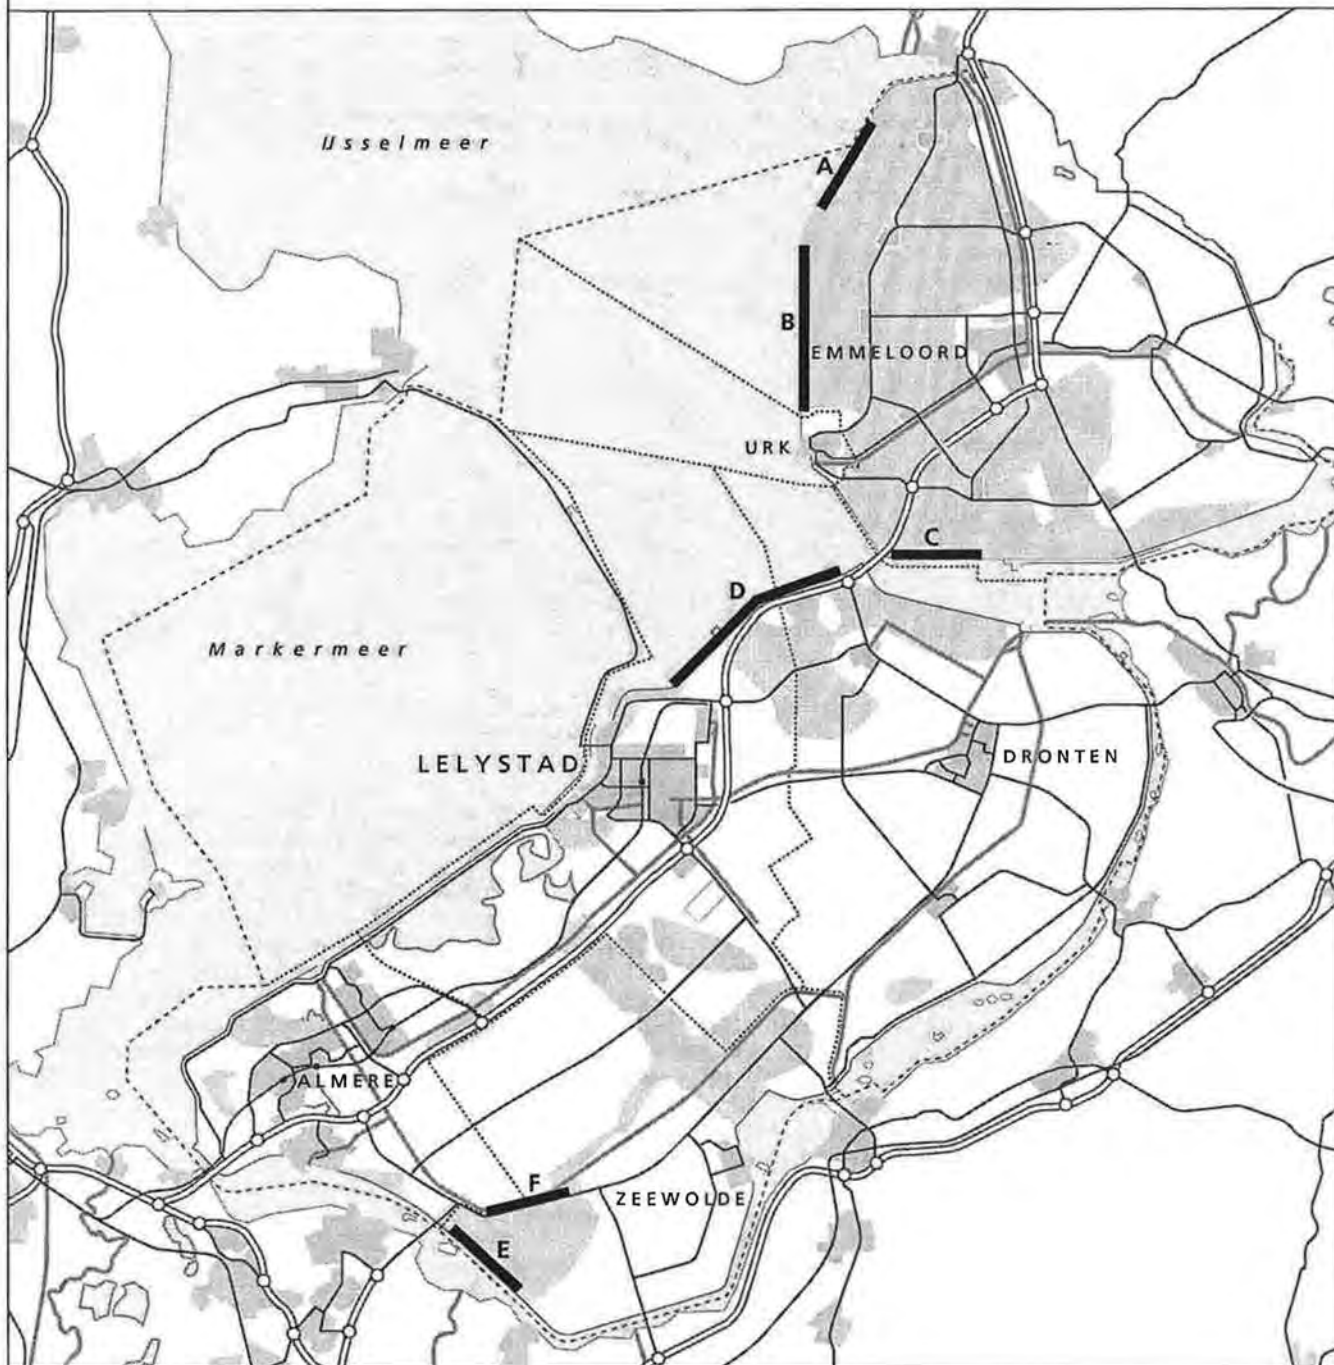 IJsselmeer
A
B
EMMELOORD
URK
C
D
Markermeer
LELYSTAD
DRONTEN
ALMERE
F
ZEEWOLDE
E